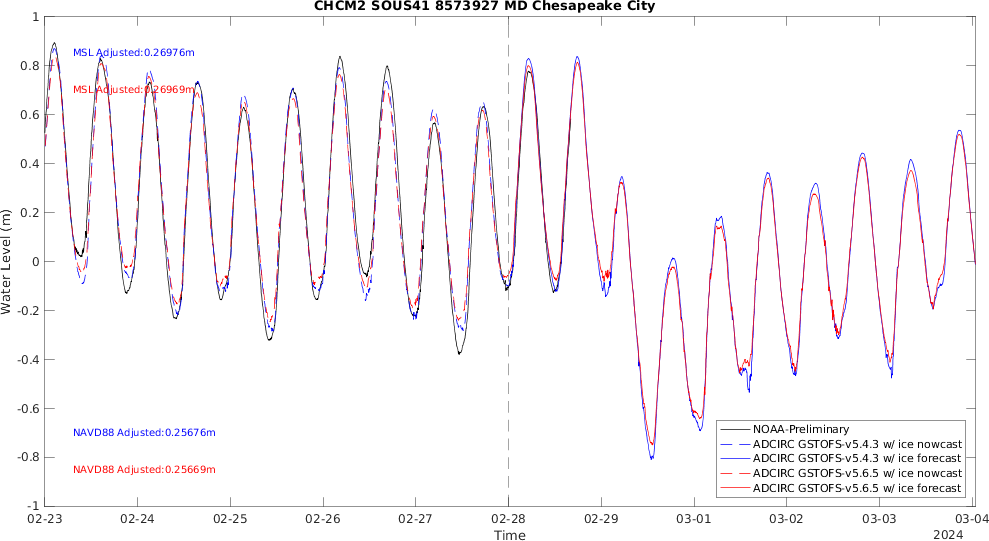 CHCM2 SOUS41 8573927 MD Chesapeake City
1
0.8
0.6
0.4
0.2
0
-0.2
-0.4
-0.6
-0.8
-1
Water Level (m)
MSL Adjusted:0.26976m
MSL Adjusted:0.26969m
NAVD88 Adjusted:0.25676m
NAVD88 Adjusted:0.25669m
NOAA-Preliminary
ADCIRC GSTOFS-v5.4.3 w/ ice nowcast
ADCIRC GSTOFS-v5.4.3 w/ ice forecast
ADCIRC GSTOFS-v5.6.5 w/ ice nowcast
ADCIRC GSTOFS-v5.6.5 w/ ice forecast
02-23 02-24 02-25 02-26 02-27 02-28 02-29 03-01 03-02 03-03 03-04
Time
2024